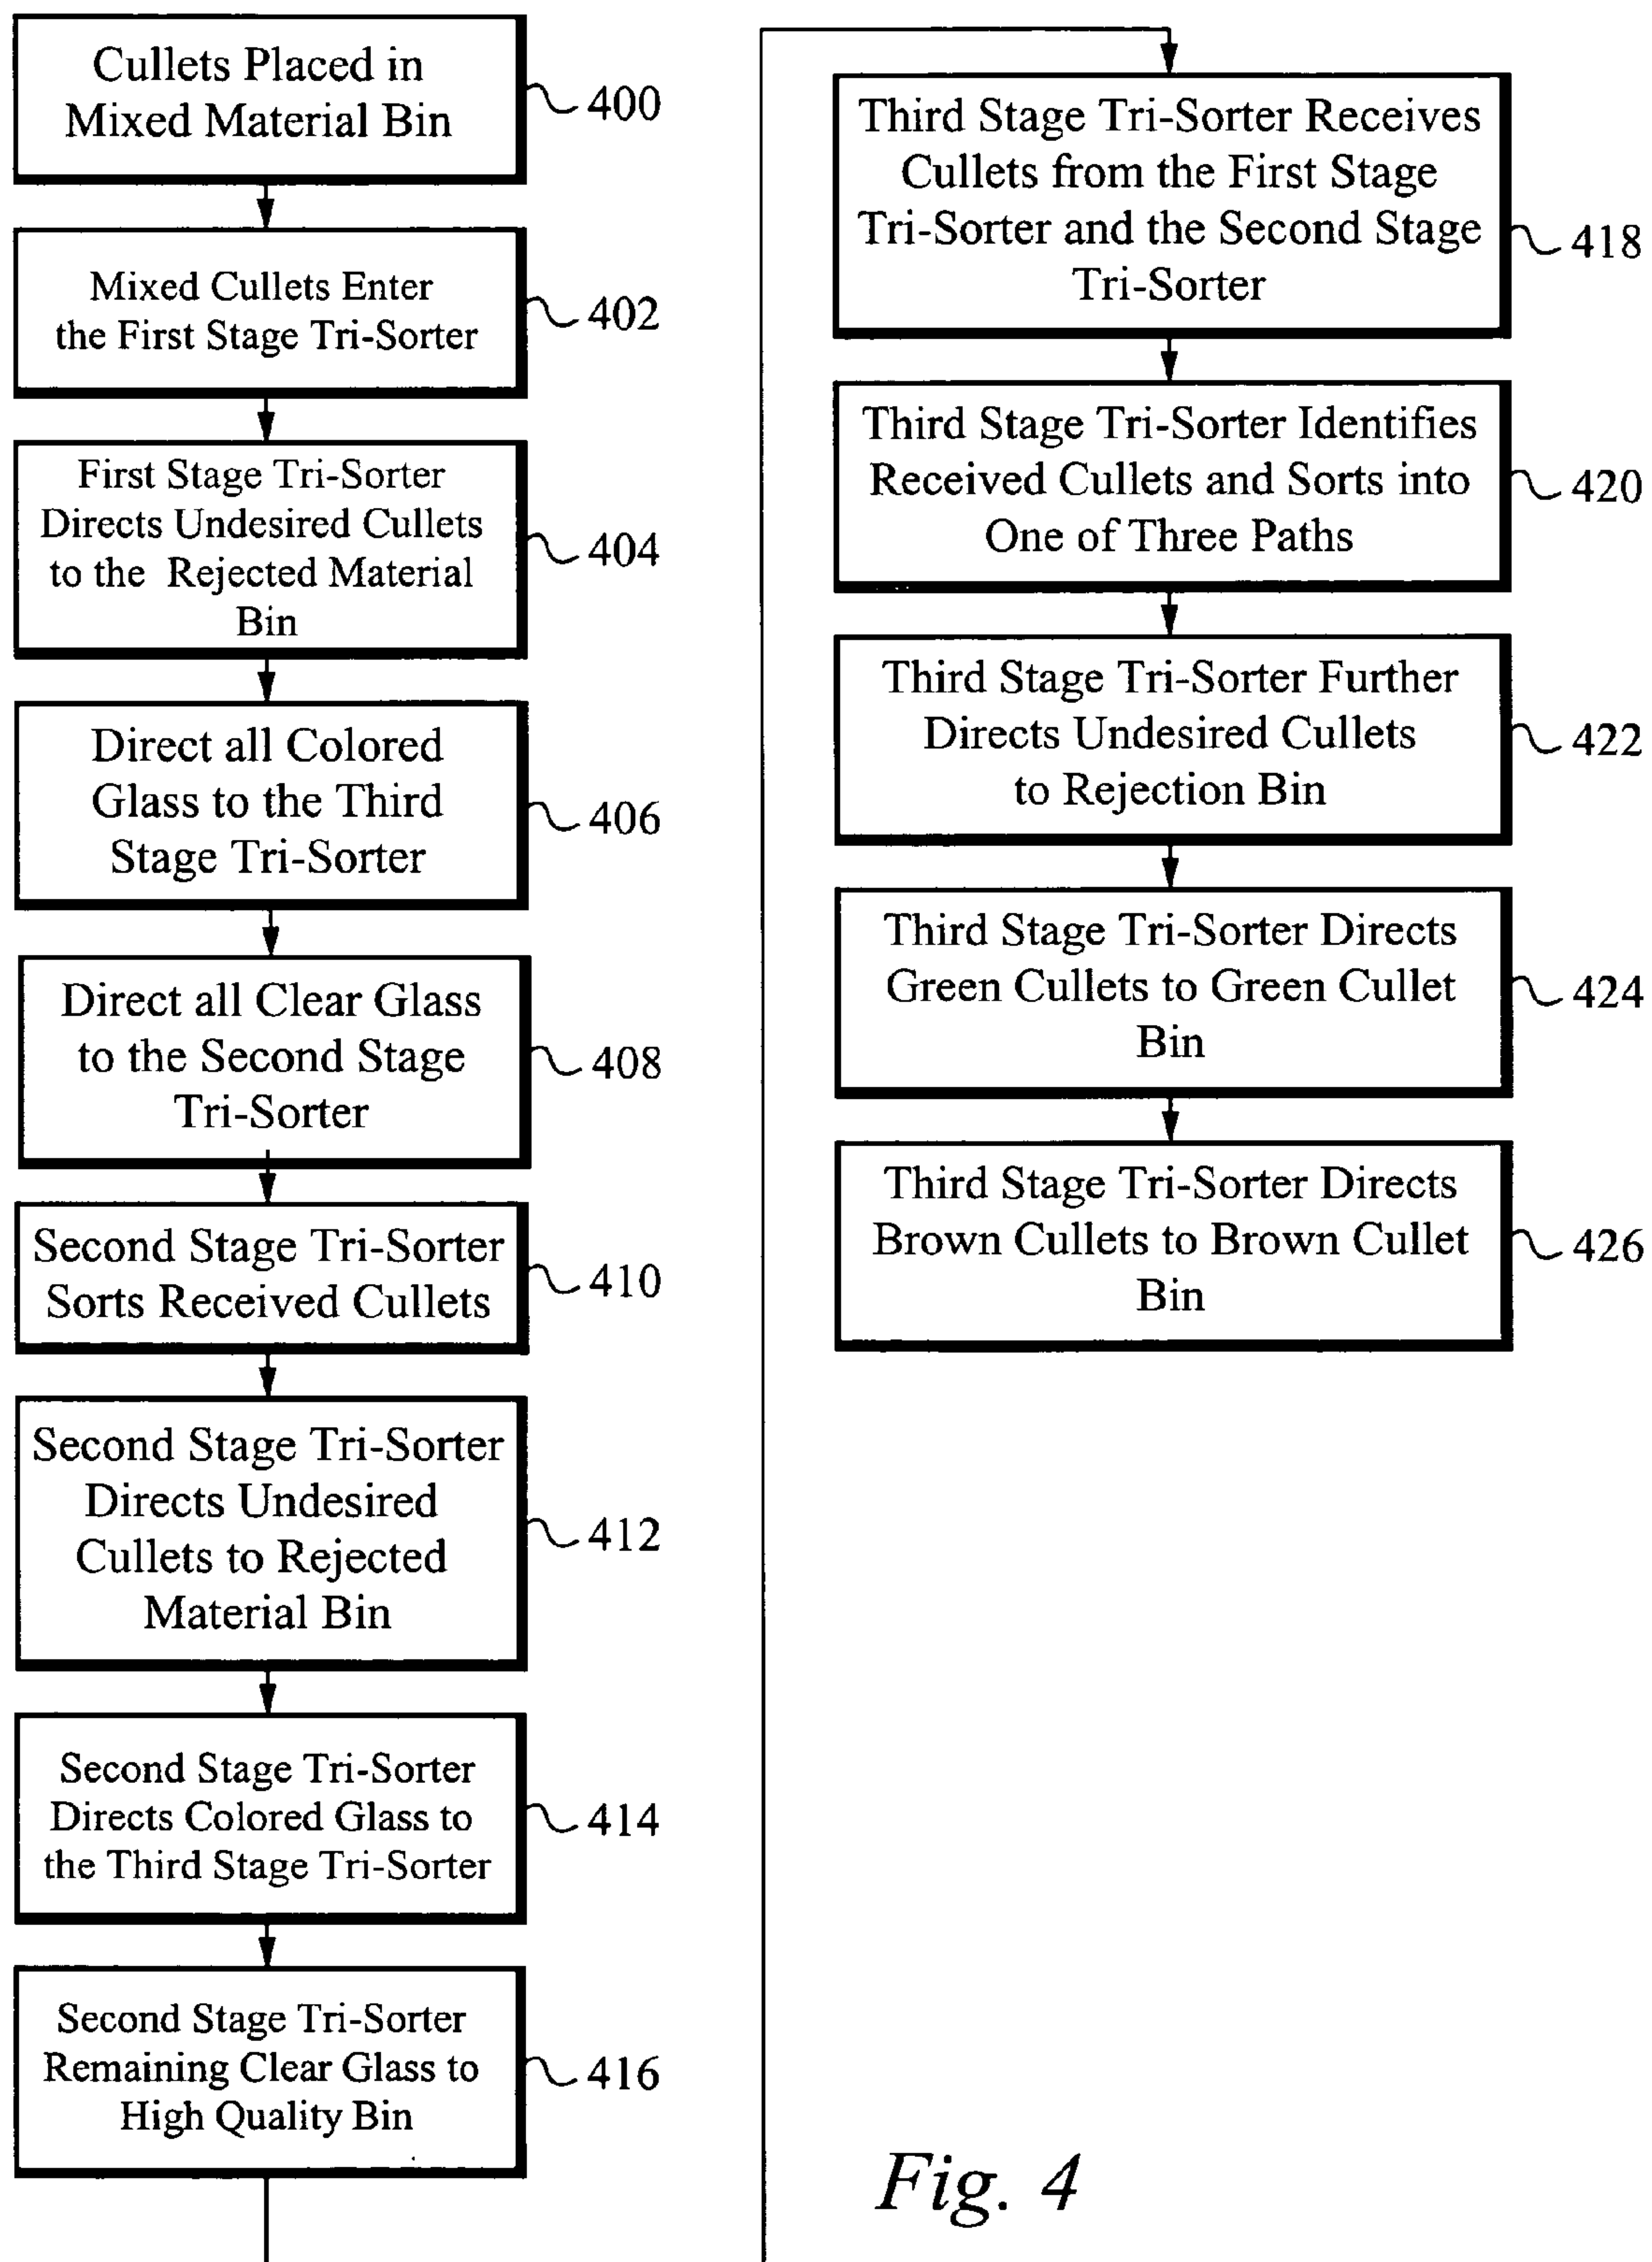 Cullets Placed in
Mixed Material Bin
400
Mixed Cullets Enter
the First Stage Tri-Sorter
402
First Stage Tri-Sorter
Directs Undesired Cullets
to the Rejected Material
Bin
404
Direct all Colored
Glass to the Third
Stage Tri-Sorter
406
Direct all Clear Glass
to the Second Stage
Tri-Sorter
408
Second Stage Tri-Sorter
Sorts Received Cullets
410
Second Stage Tri-Sorter
Directs Undesired
Cullets to Rejected
Material Bin
412
Second Stage Tri-Sorter
Directs Colored Glass to
the Third Stage Tri-Sorter
414
Second Stage Tri-Sorter
Remaining Clear Glass to
High Quality Bin
416
Third Stage Tri-Sorter Receives
Cullets from the First Stage
Tri-Sorter and the Second Stage
Tri-Sorter
418
Third Stage Tri-Sorter Identifies
Received Cullets and Sorts into
One of Three Paths
420
Third Stage Tri-Sorter Further
Directs Undesired Cullets
to Rejection Bin
422
Third Stage Tri-Sorter Directs
Green Cullets to Green Cullet
Bin
424
Third Stage Tri-Sorter Directs
Brown Cullets to Brown Cullet
Bin
426
Fig. 4